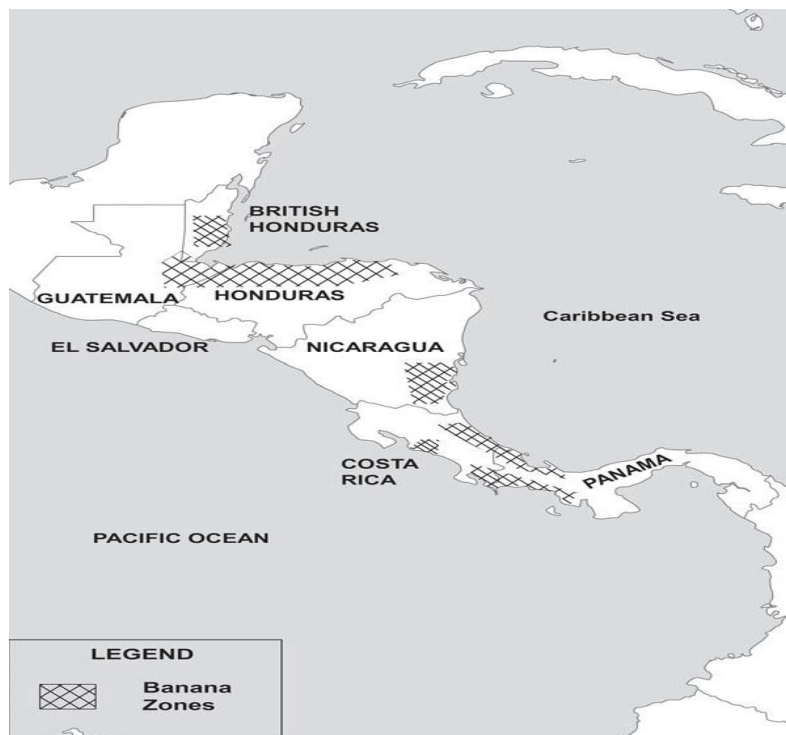 BRITISH
HONDURAS
GUATEMALA
HONDURAS
Caribbean Sea
EL SALVADOR
NICARAGUA
COSTA
RICA
PANAMA
PACIFIC OCEAN
LEGEND
Banana
Zones